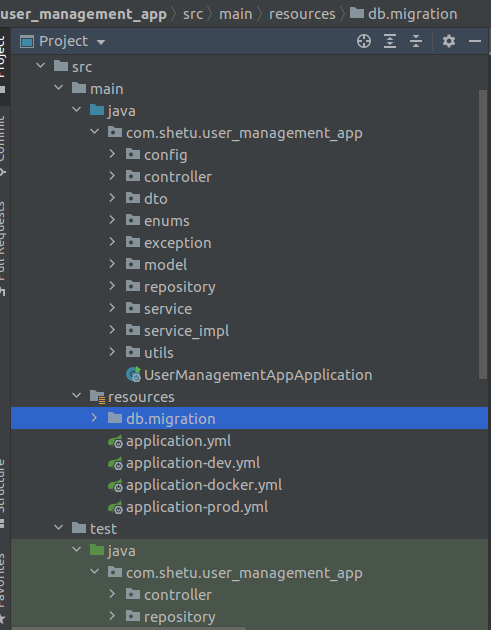 user_management_app › src › main › resources › db.migration
Project
Project
src
main
java
com.shetu.user_management_app
config
Commit
controller
dto
enums
exception
Pull Requests
model
repository
service
service_impl
utils
UserManagementAppApplication
resources
db.migration
application.yml
application-dev.yml
application-docker.yml
Structure
application-prod.yml
test
java
com.shetu.user_management_app
Favorites
controller
repository